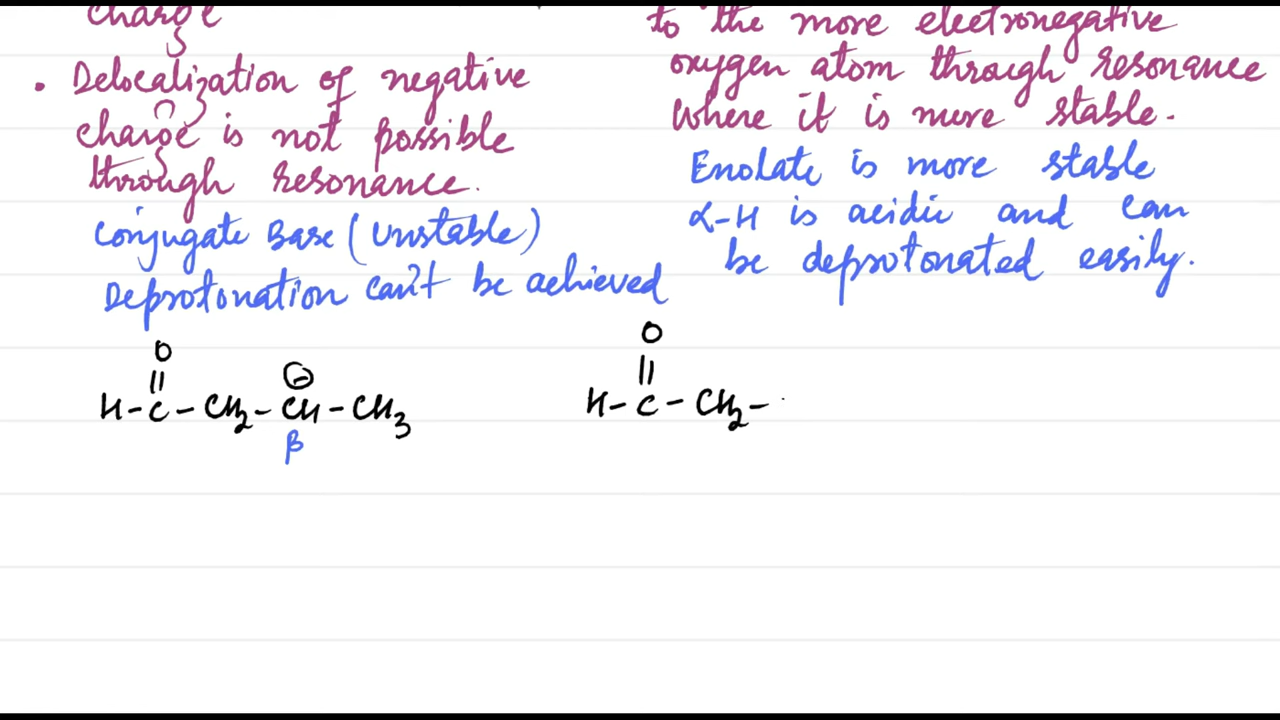 charge
• Delocalization of negative
charge is not possible
through resonance.
Conjugate Base (Unstable)
Deprotonation can't be achieved
to the more electronegative
oxygen atom through resonance
where it is more stable.
Enolate is more stable
α-H is acidic and can
be deprotonated easily.
O
||
H-C-CH2-CH-CH3
⊖
β
O
||
H-C-CH2-